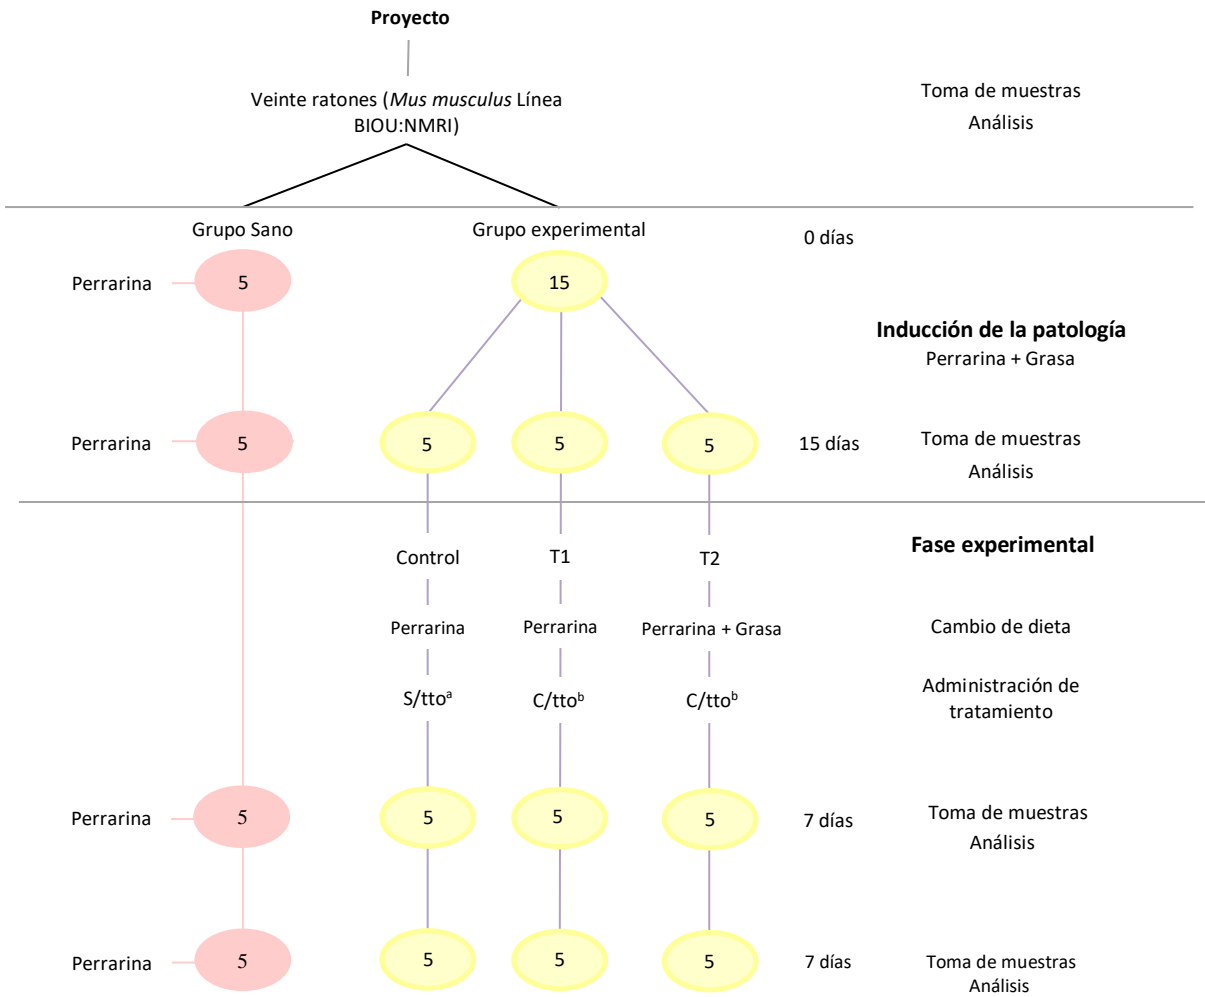 Proyecto
Veinte ratones (Mus musculus Línea
BIOU:NMRI)
Toma de muestras
Análisis
Grupo Sano
Grupo experimental
0 días
Perrarina
5
15
Inducción de la patología
Perrarina + Grasa
Perrarina
5
5
5
5
15 días
Toma de muestras
Análisis
Control
T1
T2
Fase experimental
Perrarina
Perrarina
Perrarina + Grasa
Cambio de dieta
S/ttoᵃ
C/ttoᵇ
C/ttoᵇ
Administración de
tratamiento
Perrarina
5
5
5
5
7 días
Toma de muestras
Análisis
Perrarina
5
5
5
5
7 días
Toma de muestras
Análisis